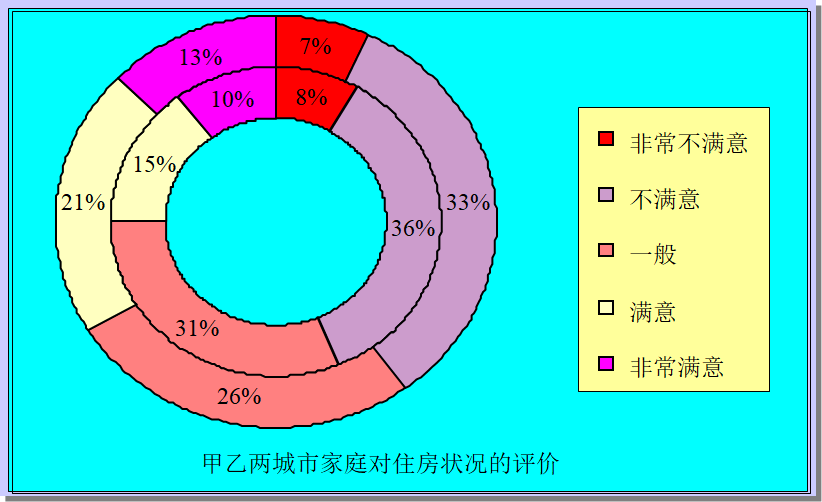 13%
7%
10%
8%
15%
21%
36%
33%
31%
26%
非常不满意
不满意
一般
满意
非常满意
甲乙两城市家庭对住房状况的评价